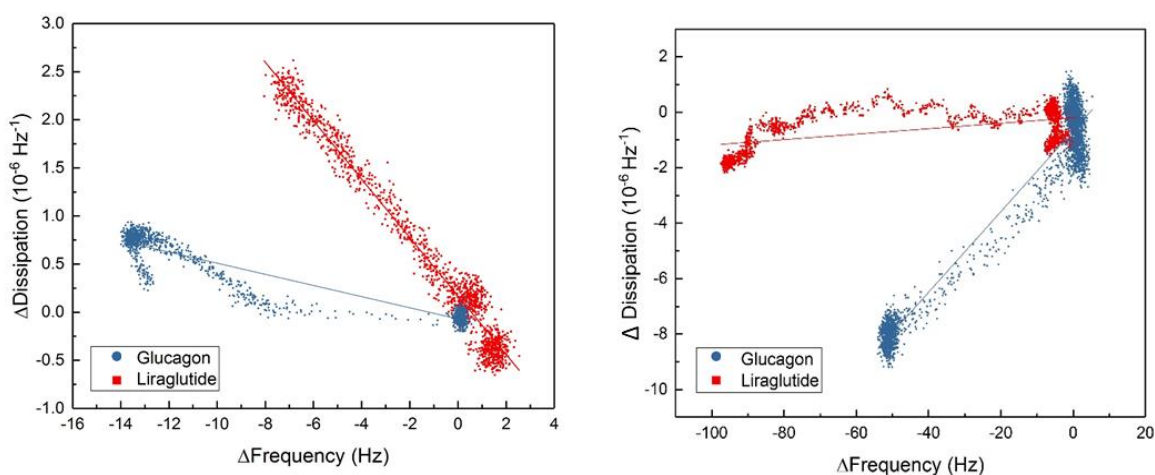 3.0
2.5
2.0
1.5
1.0
0.5
0.0
-0.5
-1.0
ΔDissipation (10⁻⁶ Hz⁻¹)
Glucagon
Liraglutide
-16 -14 -12 -10 -8 -6 -4 -2 0 2 4
ΔFrequency (Hz)
2
0
-2
-4
-6
-8
-10
Δ Dissipation (10⁻⁶ Hz⁻¹)
Glucagon
Liraglutide
-100 -80 -60 -40 -20 0 20
ΔFrequency (Hz)